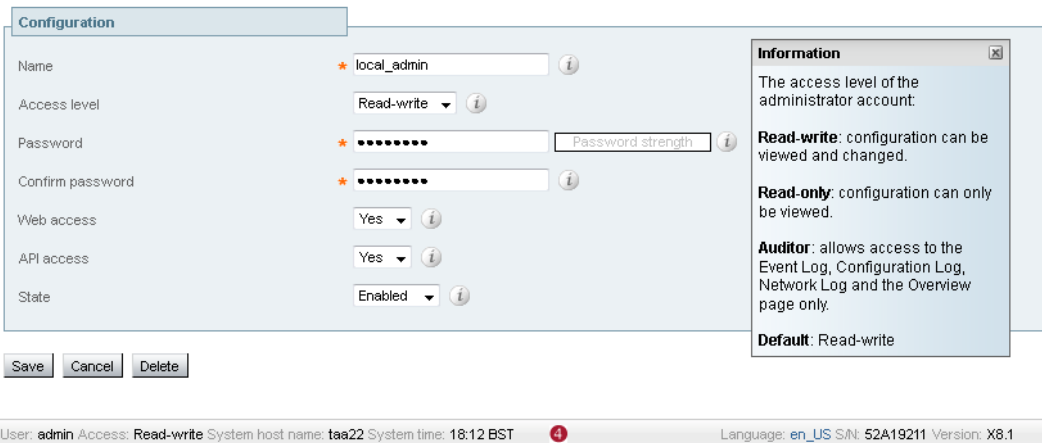 Configuration
Name * local_admin i
Access level Read-write i
Password * •••••••• Password strength i
Confirm password * •••••••• i
Web access Yes i
API access Yes i
State Enabled i
Information
The access level of the
administrator account:
Read-write: configuration can be
viewed and changed.
Read-only: configuration can only
be viewed.
Auditor: allows access to the
Event Log, Configuration Log,
Network Log and the Overview
page only.
Default: Read-write
Save Cancel Delete
User: admin Access: Read-write System host name: taa22 System time: 18:12 BST 4 Language: en_US S/N: 52A19211 Version: X8.1